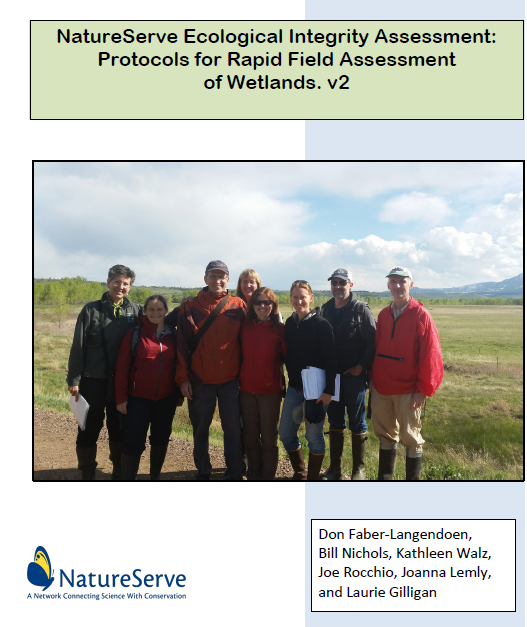 NatureServe Ecological Integrity Assessment:
Protocols for Rapid Field Assessment
of Wetlands. v2
Don Faber-Langendoen,
Bill Nichols, Kathleen Walz,
Joe Rocchio, Joanna Lemly,
and Laurie Gilligan
NatureServe
A Network Connecting Science With Conservation